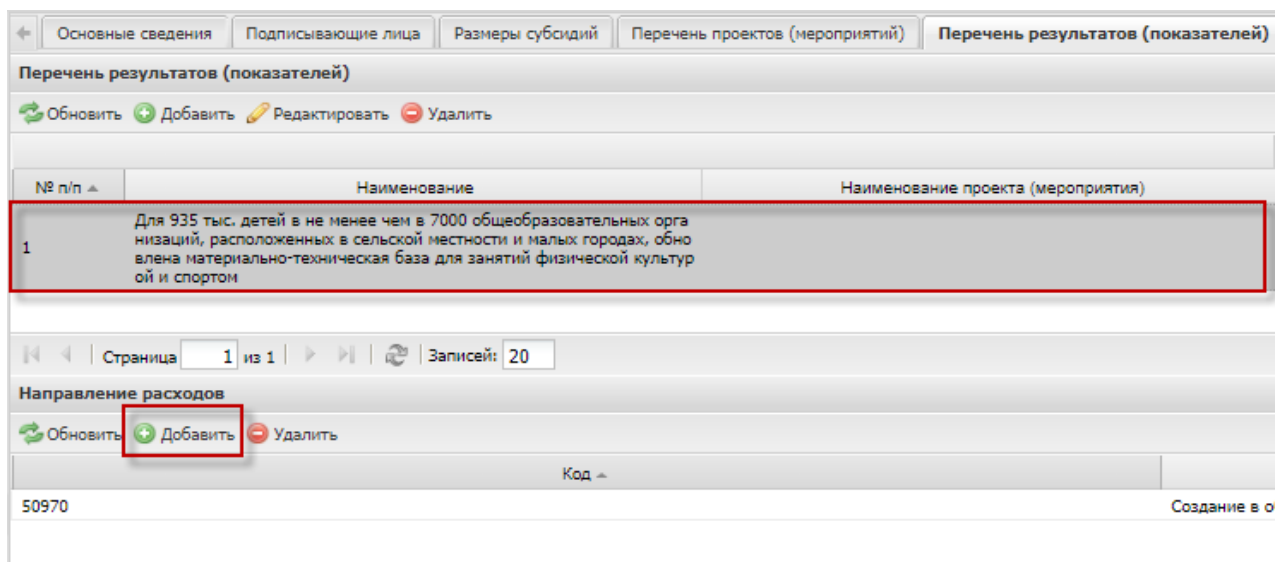 Основные сведения Подписывающие лица Размеры субсидий Перечень проектов (мероприятий) Перечень результатов (показателей)
Перечень результатов (показателей)
Обновить Добавить Редактировать Удалить
№ п/п Наименование Наименование проекта (мероприятия)
Для 935 тыс. детей в не менее чем в 7000 общеобразовательных орга
1 низаций, расположенных в сельской местности и малых городах, обно
влена материально-техническая база для занятий физической культур
ой и спортом
Страница 1 из 1 Записей: 20
Направление расходов
Обновить Добавить Удалить
Код
50970 Создание в о